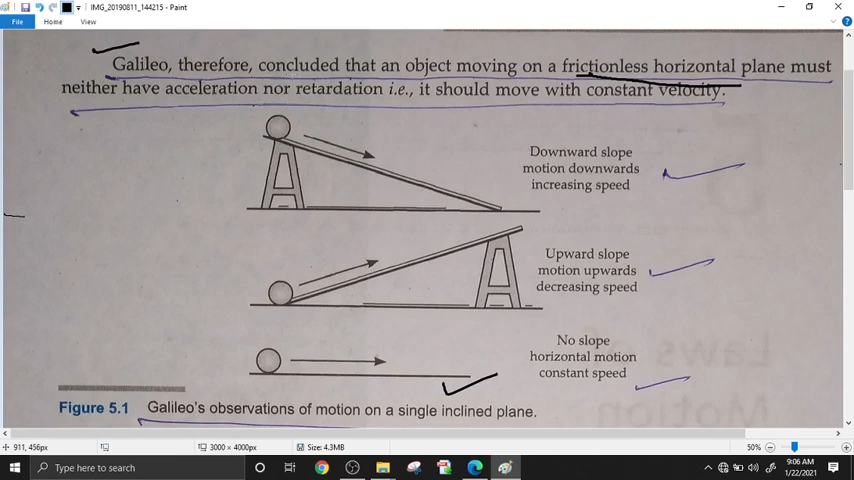 IMG_20190811_144215 - Paint
File Home View
Galileo, therefore, concluded that an object moving on a frictionless horizontal plane must
neither have acceleration nor retardation i.e., it should move with constant velocity.
Downward slope
motion downwards
increasing speed
Upward slope
motion upwards
decreasing speed
No slope
horizontal motion
constant speed
Laws of
Motion
Figure 5.1 Galileo's observations of motion on a single inclined plane.
911, 456px 3000 × 4000px Size: 4.3MB 50%
Type here to search
9:06 AM
1/22/2021